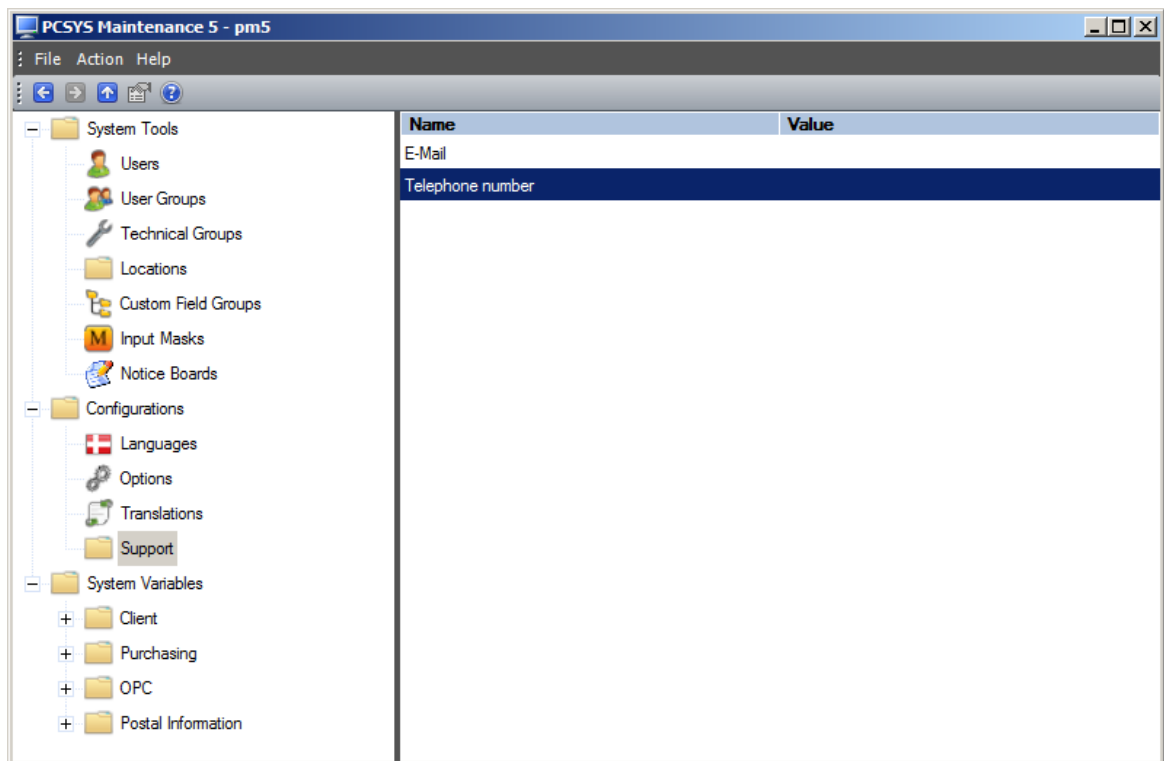 PCSYS Maintenance 5 - pm5
File Action Help
System Tools
Users
User Groups
Technical Groups
Locations
Custom Field Groups
M Input Masks
Notice Boards
Configurations
Languages
Options
Translations
Support
System Variables
Client
Purchasing
OPC
Postal Information
Name Value
E-Mail
Telephone number